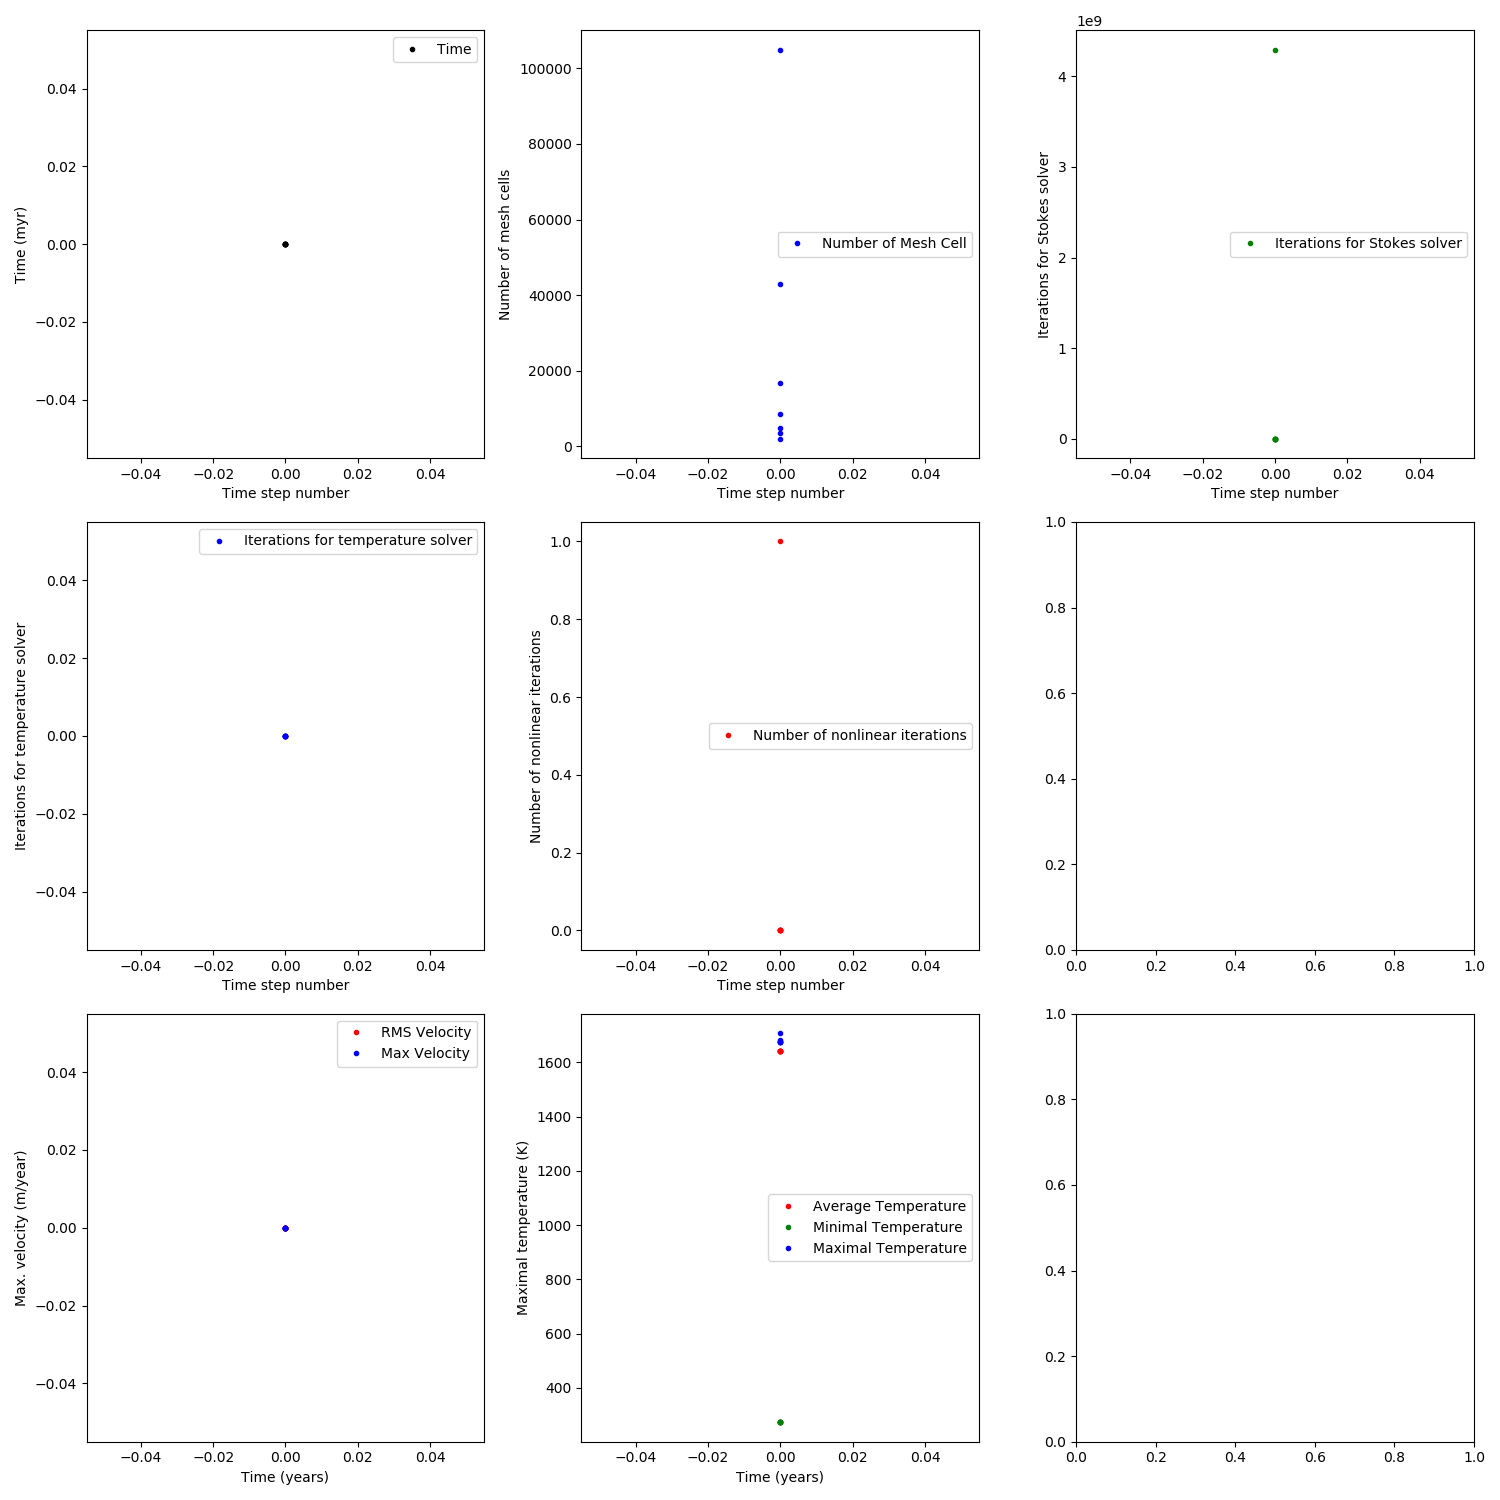 Time
0.04
0.02
0.00
−0.02
−0.04
Time (myr)
−0.04 −0.02 0.00 0.02 0.04
Time step number
100000
80000
60000
40000
20000
0
Number of mesh cells
Number of Mesh Cell
−0.04 −0.02 0.00 0.02 0.04
Time step number
1e9
4
3
2
1
0
Iterations for Stokes solver
Iterations for Stokes solver
−0.04 −0.02 0.00 0.02 0.04
Time step number
Iterations for temperature solver
0.04
0.02
0.00
−0.02
−0.04
Iterations for temperature solver
−0.04 −0.02 0.00 0.02 0.04
Time step number
1.0
0.8
0.6
0.4
0.2
0.0
Number of nonlinear iterations
Number of nonlinear iterations
−0.04 −0.02 0.00 0.02 0.04
Time step number
1.0
0.8
0.6
0.4
0.2
0.0
0.0 0.2 0.4 0.6 0.8 1.0
RMS Velocity
Max Velocity
0.04
0.02
0.00
−0.02
−0.04
Max. velocity (m/year)
−0.04 −0.02 0.00 0.02 0.04
Time (years)
1600
1400
1200
1000
800
600
400
Maximal temperature (K)
Average Temperature
Minimal Temperature
Maximal Temperature
−0.04 −0.02 0.00 0.02 0.04
Time (years)
1.0
0.8
0.6
0.4
0.2
0.0
0.0 0.2 0.4 0.6 0.8 1.0